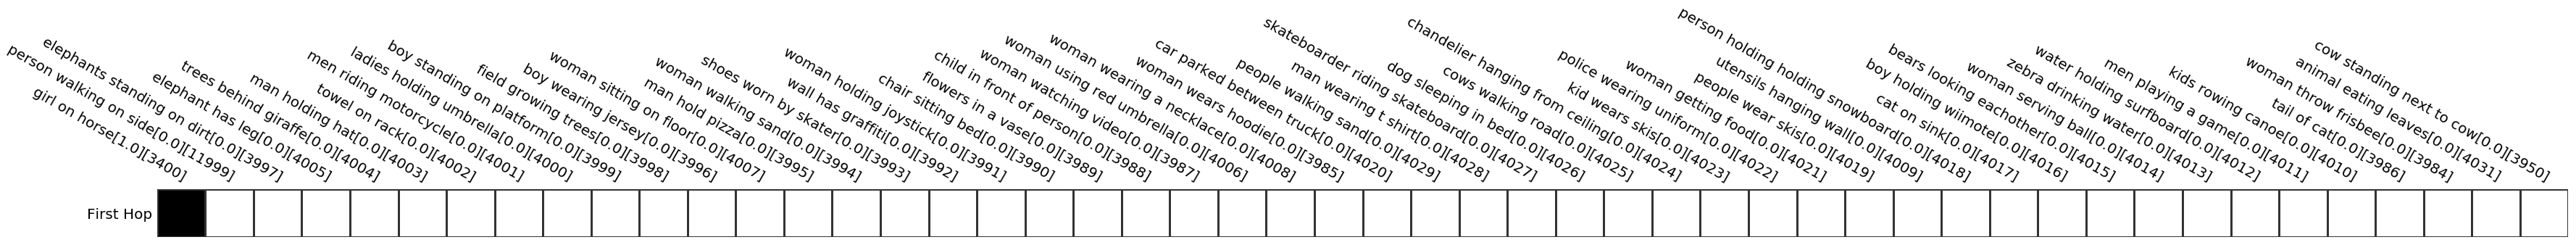 girl on horse[1.0][3400]
person walking on side[0.0][11999]
elephants standing on dirt[0.0][3997]
elephant has leg[0.0][4005]
trees behind giraffe[0.0][4004]
man holding hat[0.0][4003]
towel on rack[0.0][4002]
men riding motorcycle[0.0][4001]
ladies holding umbrella[0.0][4000]
boy standing on platform[0.0][3999]
field growing trees[0.0][3998]
boy wearing jersey[0.0][3996]
woman sitting on floor[0.0][4007]
man hold pizza[0.0][3995]
woman walking sand[0.0][3994]
shoes worn by skater[0.0][3993]
wall has graffiti[0.0][3992]
woman holding joystick[0.0][3991]
chair sitting bed[0.0][3990]
flowers in a vase[0.0][3989]
child in front of person[0.0][3988]
woman watching video[0.0][3987]
woman using red umbrella[0.0][4006]
woman wearing a necklace[0.0][4008]
woman wears hoodie[0.0][3985]
car parked between truck[0.0][4020]
people walking sand[0.0][4029]
man wearing t shirt[0.0][4028]
skateboarder riding skateboard[0.0][4027]
dog sleeping in bed[0.0][4026]
cows walking road[0.0][4025]
chandelier hanging from ceiling[0.0][4024]
kid wears skis[0.0][4023]
police wearing uniform[0.0][4022]
woman getting food[0.0][4021]
people wear skis[0.0][4019]
utensils hanging wall[0.0][4009]
person holding holding snowboard[0.0][4018]
cat on sink[0.0][4017]
boy holding wiimote[0.0][4016]
bears looking eachother[0.0][4015]
woman serving ball[0.0][4014]
zebra drinking water[0.0][4013]
water holding surfboard[0.0][4012]
men playing a game[0.0][4011]
kids rowing canoe[0.0][4010]
tail of cat[0.0][3986]
woman throw frisbee[0.0][3984]
animal eating leaves[0.0][4031]
cow standing next to cow[0.0][3950]
First Hop